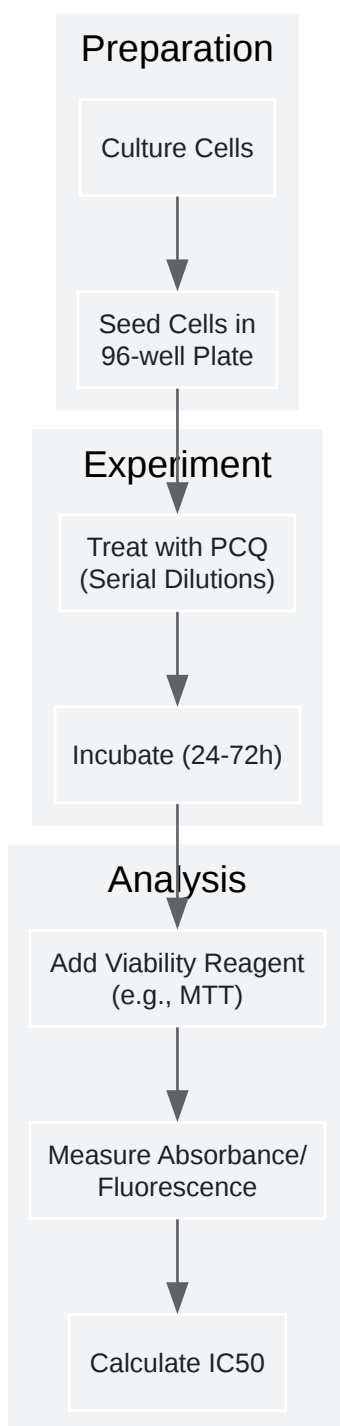 Preparation
Culture Cells
Seed Cells in
96-well Plate
Experiment
Treat with PCQ
(Serial Dilutions)
Incubate (24-72h)
Analysis
Add Viability Reagent
(e.g., MTT)
Measure Absorbance/
Fluorescence
Calculate IC50